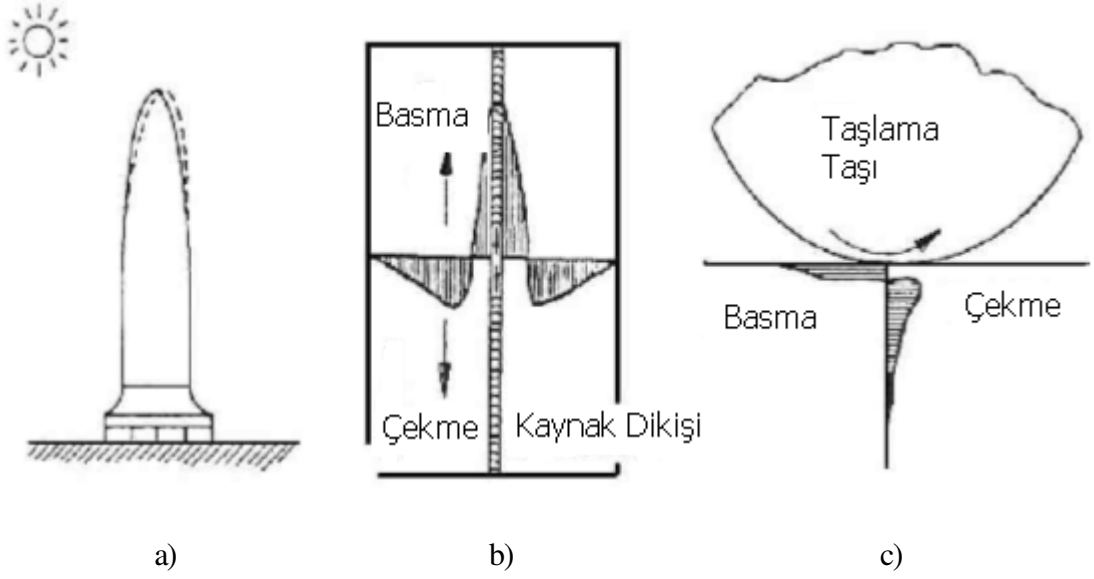 Basma
Çekme
Kaynak Dikişi
Taşlama
Taşı
Basma
Çekme
a)
b)
c)